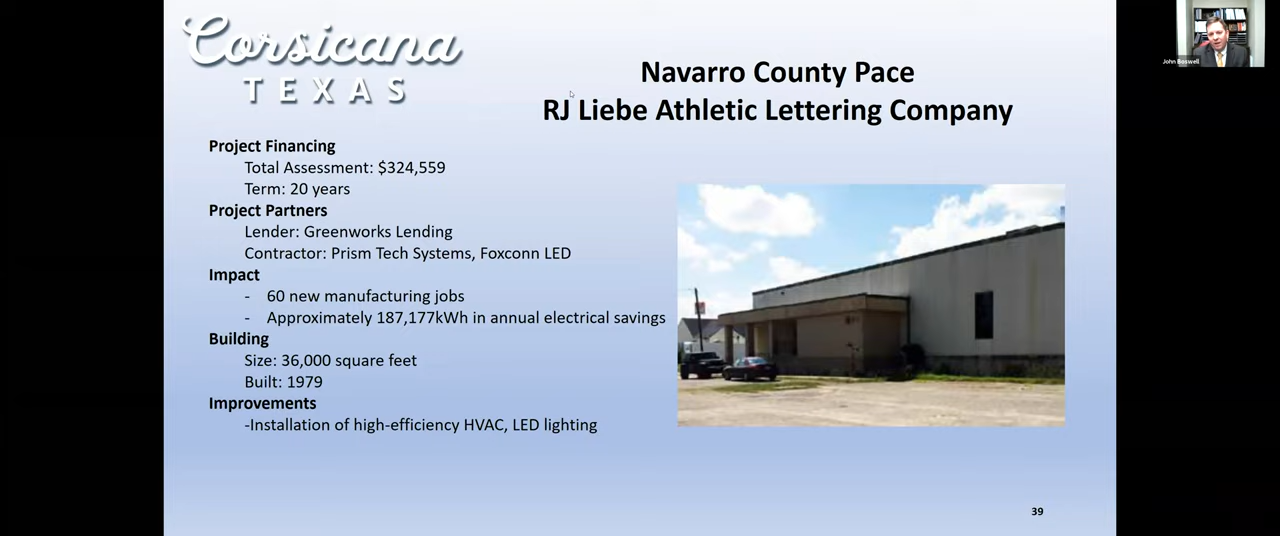 Corsicana
TEXAS
Navarro County Pace
RJ Liebe Athletic Lettering Company
Project Financing
Total Assessment: $324,559
Term: 20 years
Project Partners
Lender: Greenworks Lending
Contractor: Prism Tech Systems, Foxconn LED
Impact
- 60 new manufacturing jobs
- Approximately 187,177kWh in annual electrical savings
Building
Size: 36,000 square feet
Built: 1979
Improvements
-Installation of high-efficiency HVAC, LED lighting
39
John Boswell